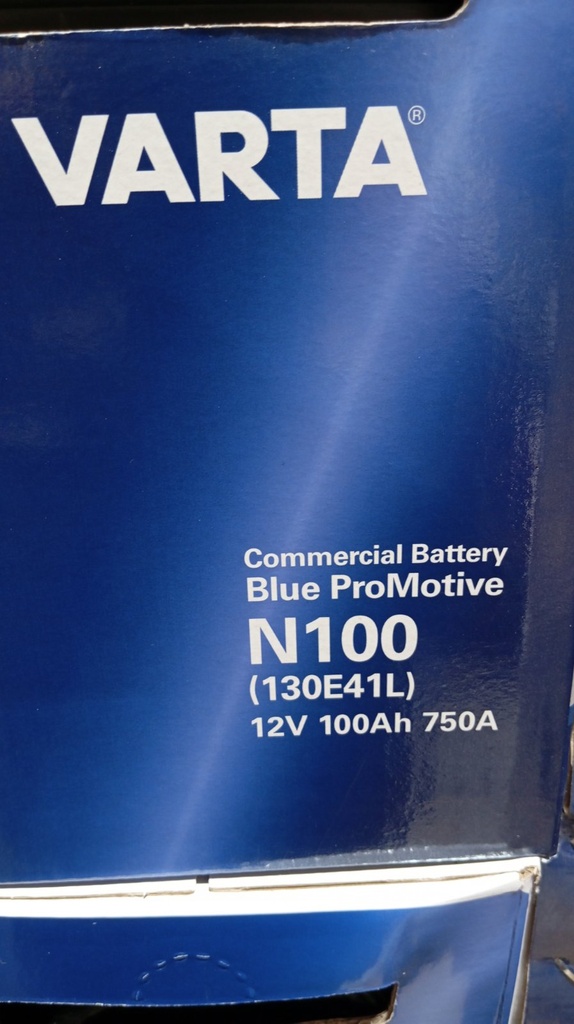 VARTA®
Commercial Battery
Blue ProMotive
N100
(130E41L)
12V 100Ah 750A